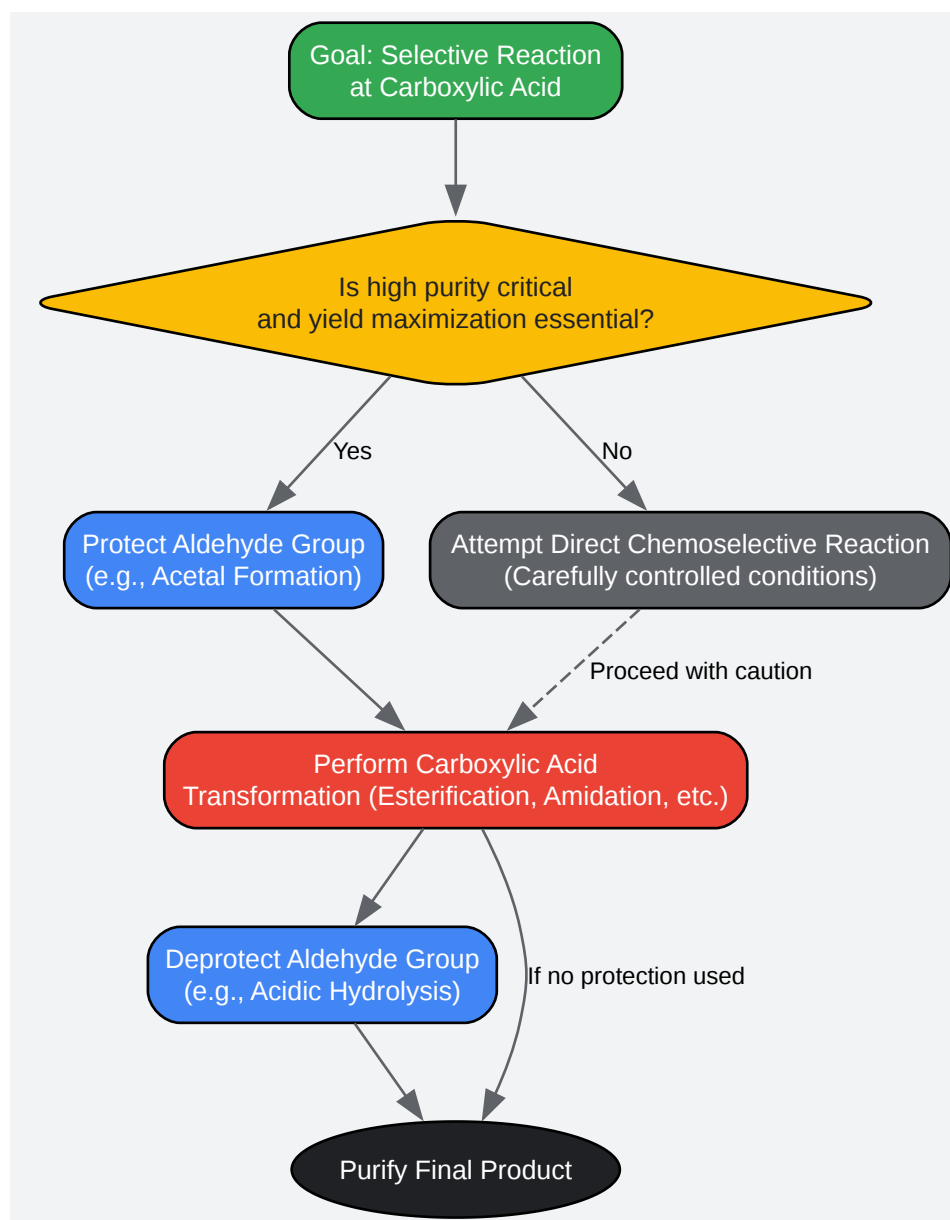 Goal: Selective Reaction
at Carboxylic Acid
Is high purity critical
and yield maximization essential?
Yes
No
Protect Aldehyde Group
(e.g., Acetal Formation)
Attempt Direct Chemoselective Reaction
(Carefully controlled conditions)
Proceed with caution
Perform Carboxylic Acid
Transformation (Esterification, Amidation, etc.)
Deprotect Aldehyde Group
(e.g., Acidic Hydrolysis)
If no protection used
Purify Final Product